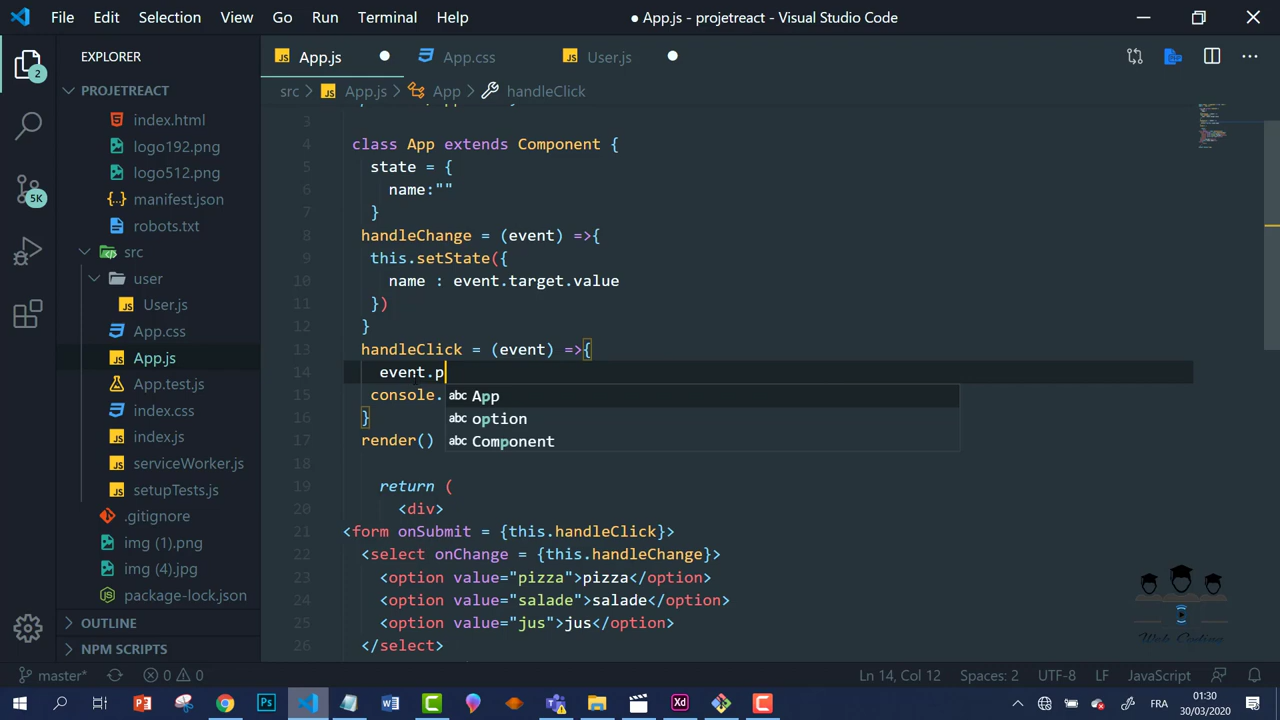 File Edit Selection View Go Run Terminal Help
● App.js - projetreact - Visual Studio Code
EXPLORER
App.js
App.css
User.js
2
src > App.js > App > handleClick
PROJETREACT
index.html
logo192.png
logo512.png
manifest.json
robots.txt
src
user
User.js
App.css
App.js
App.test.js
index.css
index.js
serviceWorker.js
setupTests.js
.gitignore
img (1).png
img (4).jpg
package-lock.json
OUTLINE
NPM SCRIPTS
5K
3
4 class App extends Component {
5 state = {
6 name:""
7 }
8 handleChange = (event) =>{
9 this.setState({
10 name : event.target.value
11 })
12 }
13 handleClick = (event) =>{
14 event.p
15 console.
16 }
17 render()
18
19 return (
20 <div>
21 <form onSubmit = {this.handleClick}>
22 <select onChange = {this.handleChange}>
23 <option value="pizza">pizza</option>
24 <option value="salade">salade</option>
25 <option value="jus">jus</option>
26 </select>
abc App
abc option
abc Component
Web Coding
master* 0 0
Ln 14, Col 12 Spaces: 2 UTF-8 LF JavaScript
FRA
01:30
30/03/2020